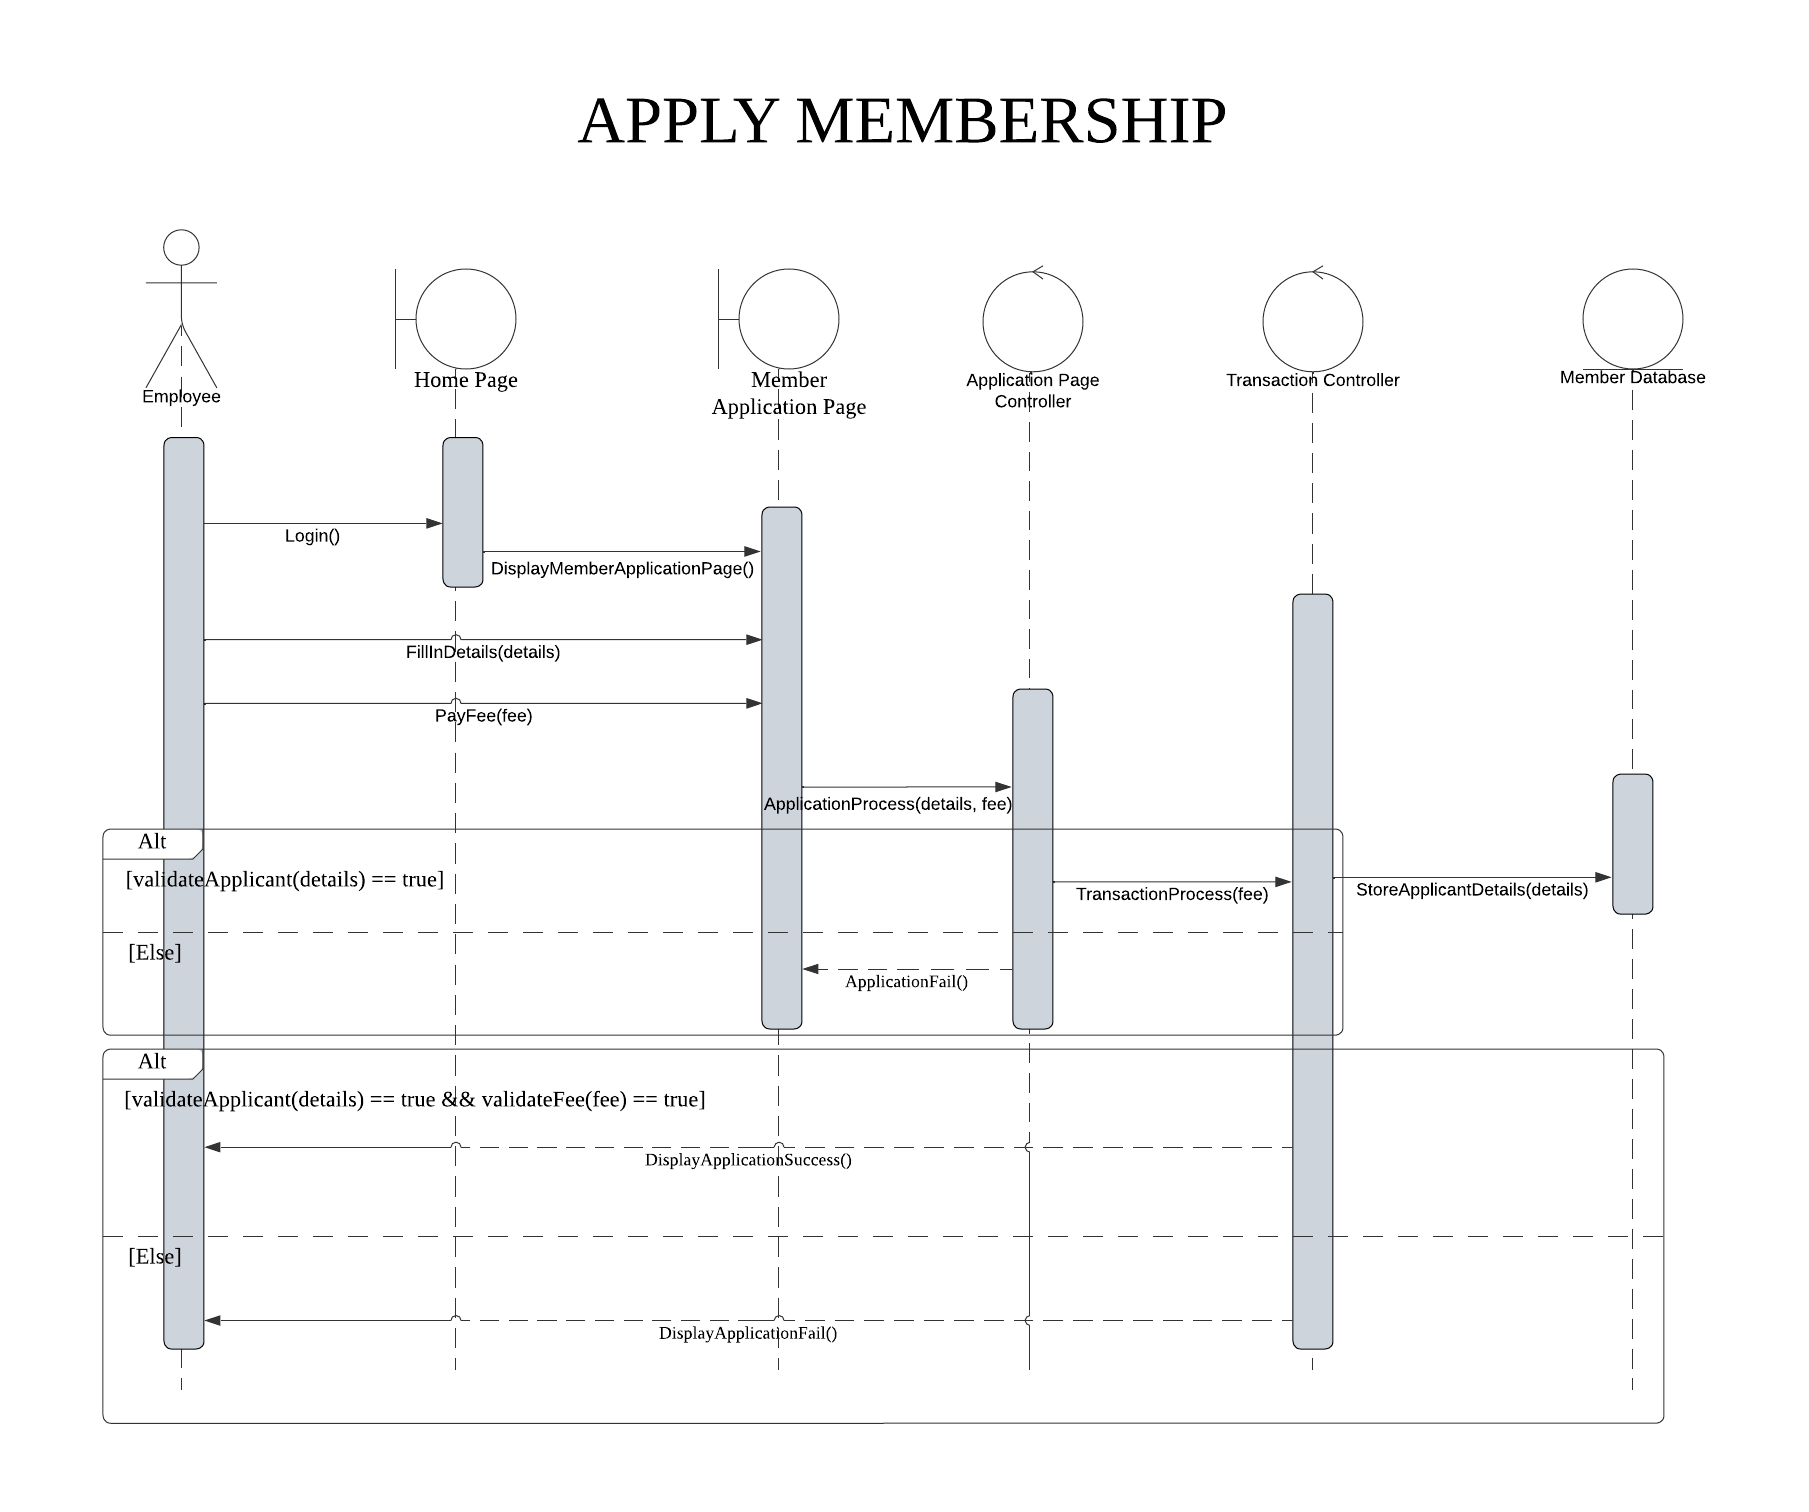 APPLY MEMBERSHIP
Employee
Home Page
Member
Application Page
Application Page
Controller
Transaction Controller
Member Database
Login()
DisplayMemberApplicationPage()
FillInDetails(details)
PayFee(fee)
ApplicationProcess(details, fee)
Alt
[validateApplicant(details) == true]
TransactionProcess(fee)
StoreApplicantDetails(details)
[Else]
ApplicationFail()
Alt
[validateApplicant(details) == true && validateFee(fee) == true]
DisplayApplicationSuccess()
[Else]
DisplayApplicationFail()